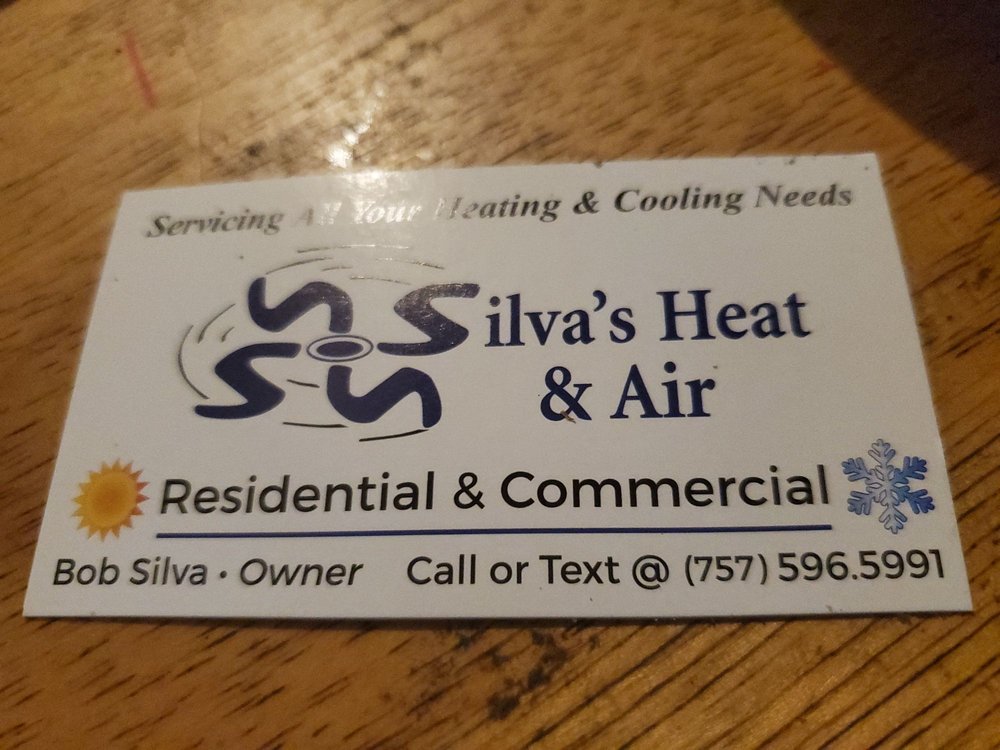 Servicing All Your Heating & Cooling Needs
Silva's Heat
& Air
Residential & Commercial
Bob Silva • Owner Call or Text @ (757) 596.5991